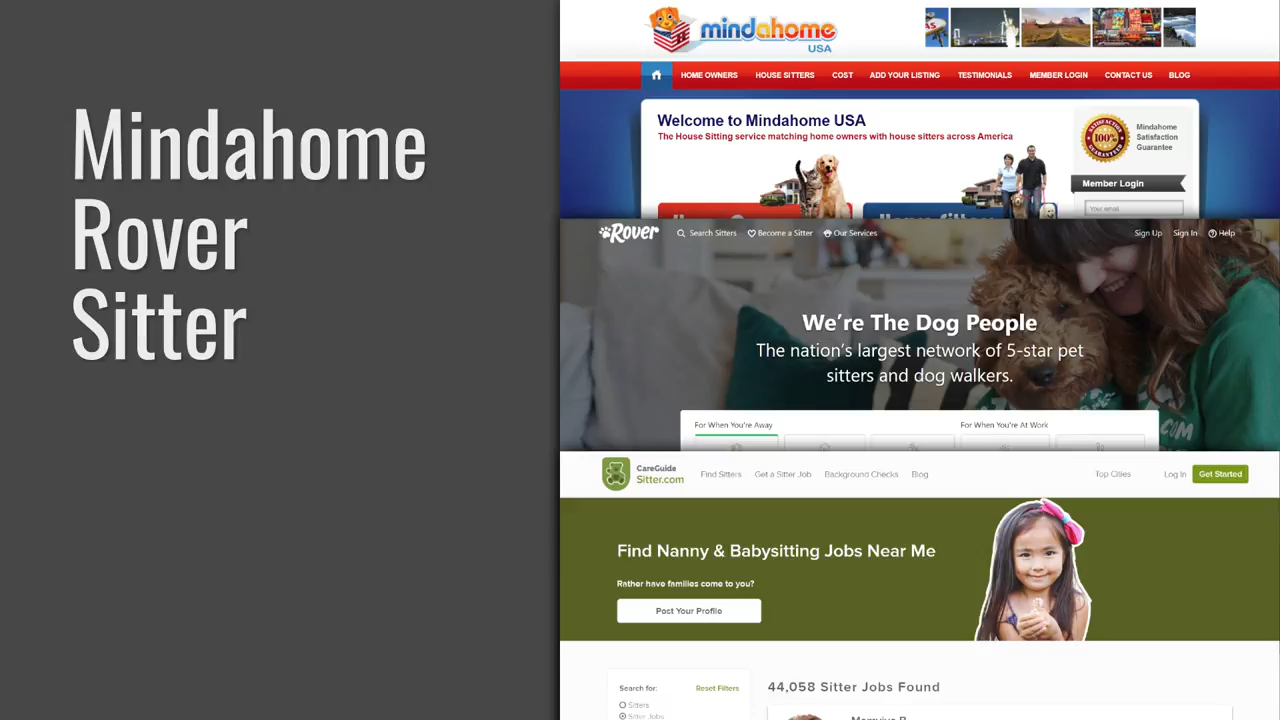 Mindahome
Rover
Sitter
mindahome
USA
HOME OWNERS HOUSE SITTERS COST ADD YOUR LISTING TESTIMONIALS MEMBER LOGIN CONTACT US BLOG
Welcome to Mindahome USA
The House Sitting service matching home owners with house sitters across America
SATISFACTION
100%
GUARANTEE
Mindahome
Satisfaction
Guarantee
Member Login
Your email
Rover Search Sitters Become a Sitter Our Services Sign Up Sign In Help
We're The Dog People
The nation's largest network of 5-star pet
sitters and dog walkers.
For When You're Away For When You're At Work
CareGuide
Sitter.com
Find Sitters Get a Sitter Job Background Checks Blog Top Cities Log In Get Started
Find Nanny & Babysitting Jobs Near Me
Rather have families come to you?
Post Your Profile
Search for: Reset Filters
Sitters
Sitter Jobs
44,058 Sitter Jobs Found